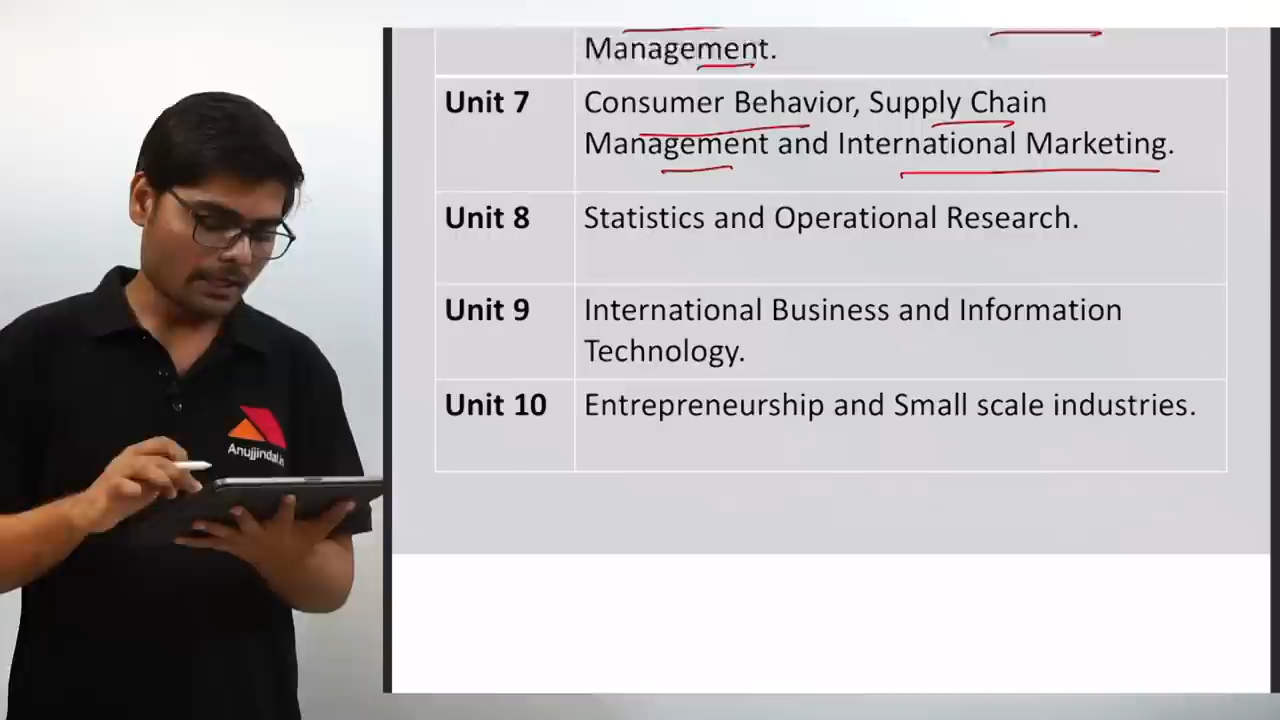 Management.
Unit 7
Consumer Behavior, Supply Chain
Management and International Marketing.
Unit 8
Statistics and Operational Research.
Unit 9
International Business and Information
Technology.
Unit 10
Entrepreneurship and Small scale industries.
Anujjindal.in